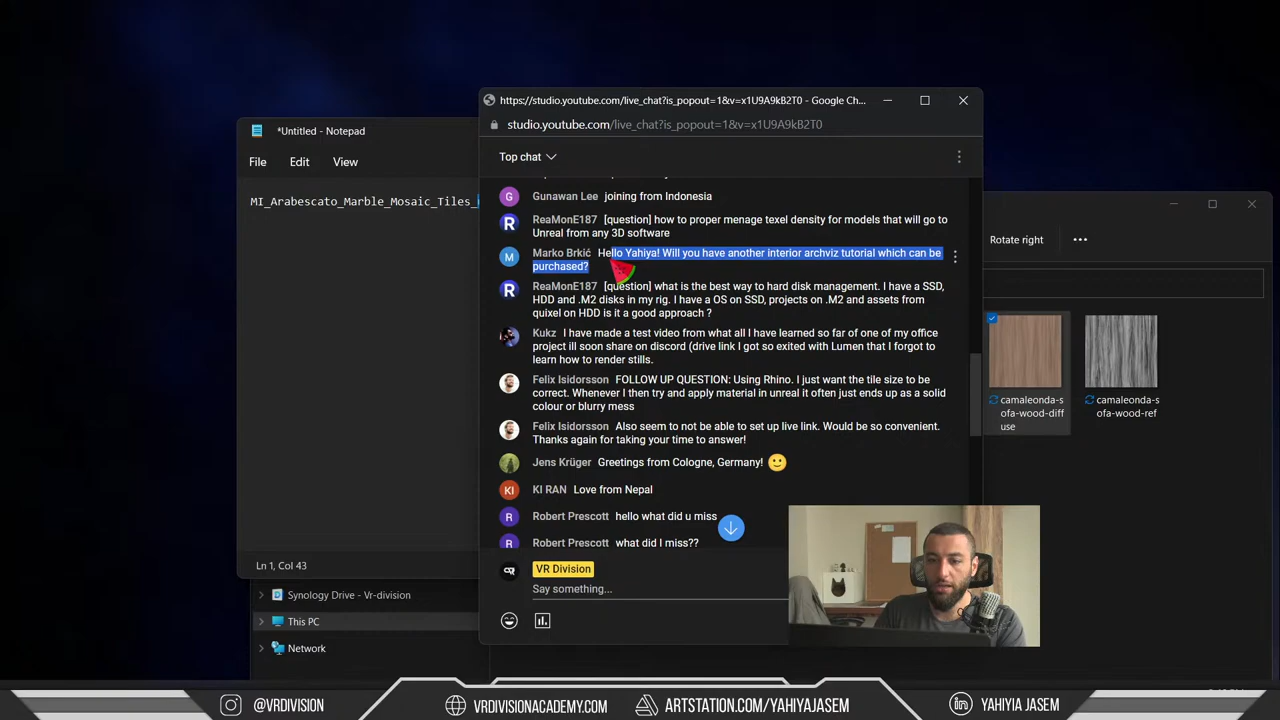 *Untitled - Notepad
File Edit View
MI_Arabescato_Marble_Mosaic_Tiles_
Ln 1, Col 43
https://studio.youtube.com/live_chat?is_popout=1&v=x1U9A9kB2T0 - Google Ch...
studio.youtube.com/live_chat?is_popout=1&v=x1U9A9kB2T0
Top chat
G Gunawan Lee joining from Indonesia
R ReaMonE187 [question] how to proper menage texel density for models that will go to
Unreal from any 3D software
M Marko Brkić Hello Yahiya! Will you have another interior archviz tutorial which can be
purchased?
R ReaMonE187 [question] what is the best way to hard disk management. I have a SSD,
HDD and .M2 disks in my rig. I have a OS on SSD, projects on .M2 and assets from
quixel on HDD is it a good approach ?
Kukz I have made a test video from what all I have learned so far of one of my office
project ill soon share on discord (drive link I got so exited with Lumen that I forgot to
learn how to render stills.
Felix Isidorsson FOLLOW UP QUESTION: Using Rhino. I just want the tile size to be
correct. Whenever I then try and apply material in unreal it often just ends up as a solid
colour or blurry mess
Felix Isidorsson Also seem to not be able to set up live link. Would be so convenient.
Thanks again for taking your time to answer!
Jens Krüger Greetings from Cologne, Germany!
KI KI RAN Love from Nepal
R Robert Prescott hello what did u miss
R Robert Prescott what did I miss??
VR Division
Say something...
Rotate right
camaleonda-s
ofa-wood-diff
use
camaleonda-s
ofa-wood-ref
Synology Drive - Vr-division
This PC
Network
@VRDIVISION
VRDIVISIONACADEMY.COM
ARTSTATION.COM/YAHIYAJASEM
YAHIYIA JASEM